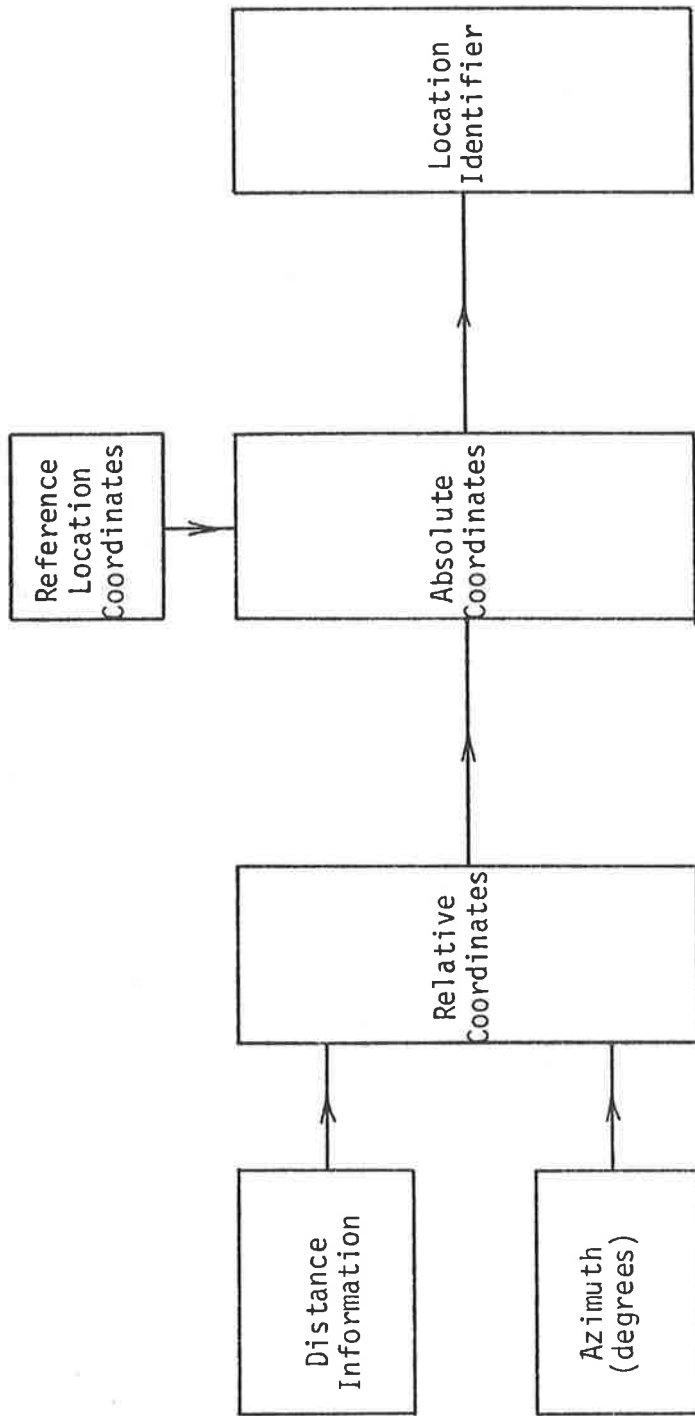 Distance
Information
Azimuth
(degrees)
Relative
Coordinates
Reference
Location
Coordinates
Absolute
Coordinates
Location
Identifier